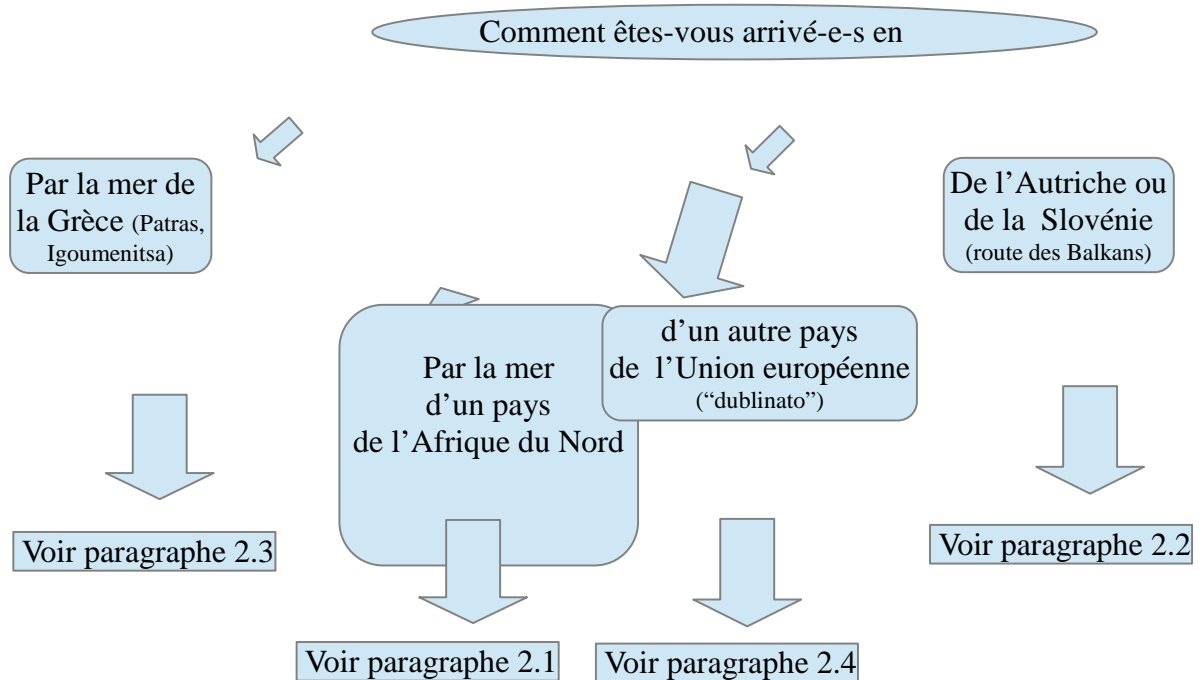 Comment êtes-vous arrivé-e-s en
Par la mer de
la Grèce (Patras,
Igoumenitsa)
De l’Autriche ou
de la Slovénie
(route des Balkans)
Par la mer
d’un pays
de l’Afrique du Nord
d’un autre pays
de l’Union européenne
(“dublinato”)
Voir paragraphe 2.3
Voir paragraphe 2.2
Voir paragraphe 2.1
Voir paragraphe 2.4